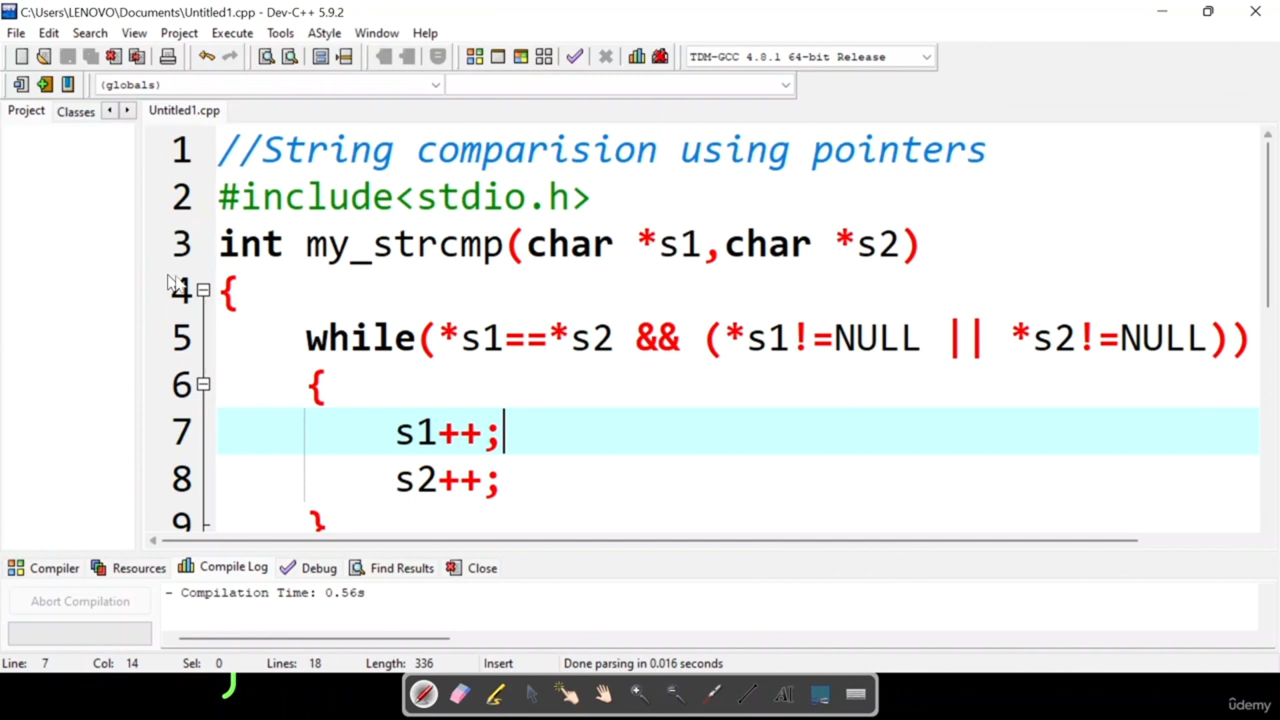 C:\Users\LENOVO\Documents\Untitled1.cpp - Dev-C++ 5.9.2
File Edit Search View Project Execute Tools AStyle Window Help
TDM-GCC 4.8.1 64-bit Release
(globals)
Project Classes Untitled1.cpp
1 //String comparision using pointers
2 #include<stdio.h>
3 int my_strcmp(char *s1,char *s2)
4 {
5 while(*s1==*s2 && (*s1!=NULL || *s2!=NULL))
6 {
7 s1++;
8 s2++;
9 }
Compiler Resources Compile Log Debug Find Results Close
Abort Compilation
- Compilation Time: 0.56s
Line: 7 Col: 14 Sel: 0 Lines: 18 Length: 336 Insert Done parsing in 0.016 seconds
AI
ûdemy